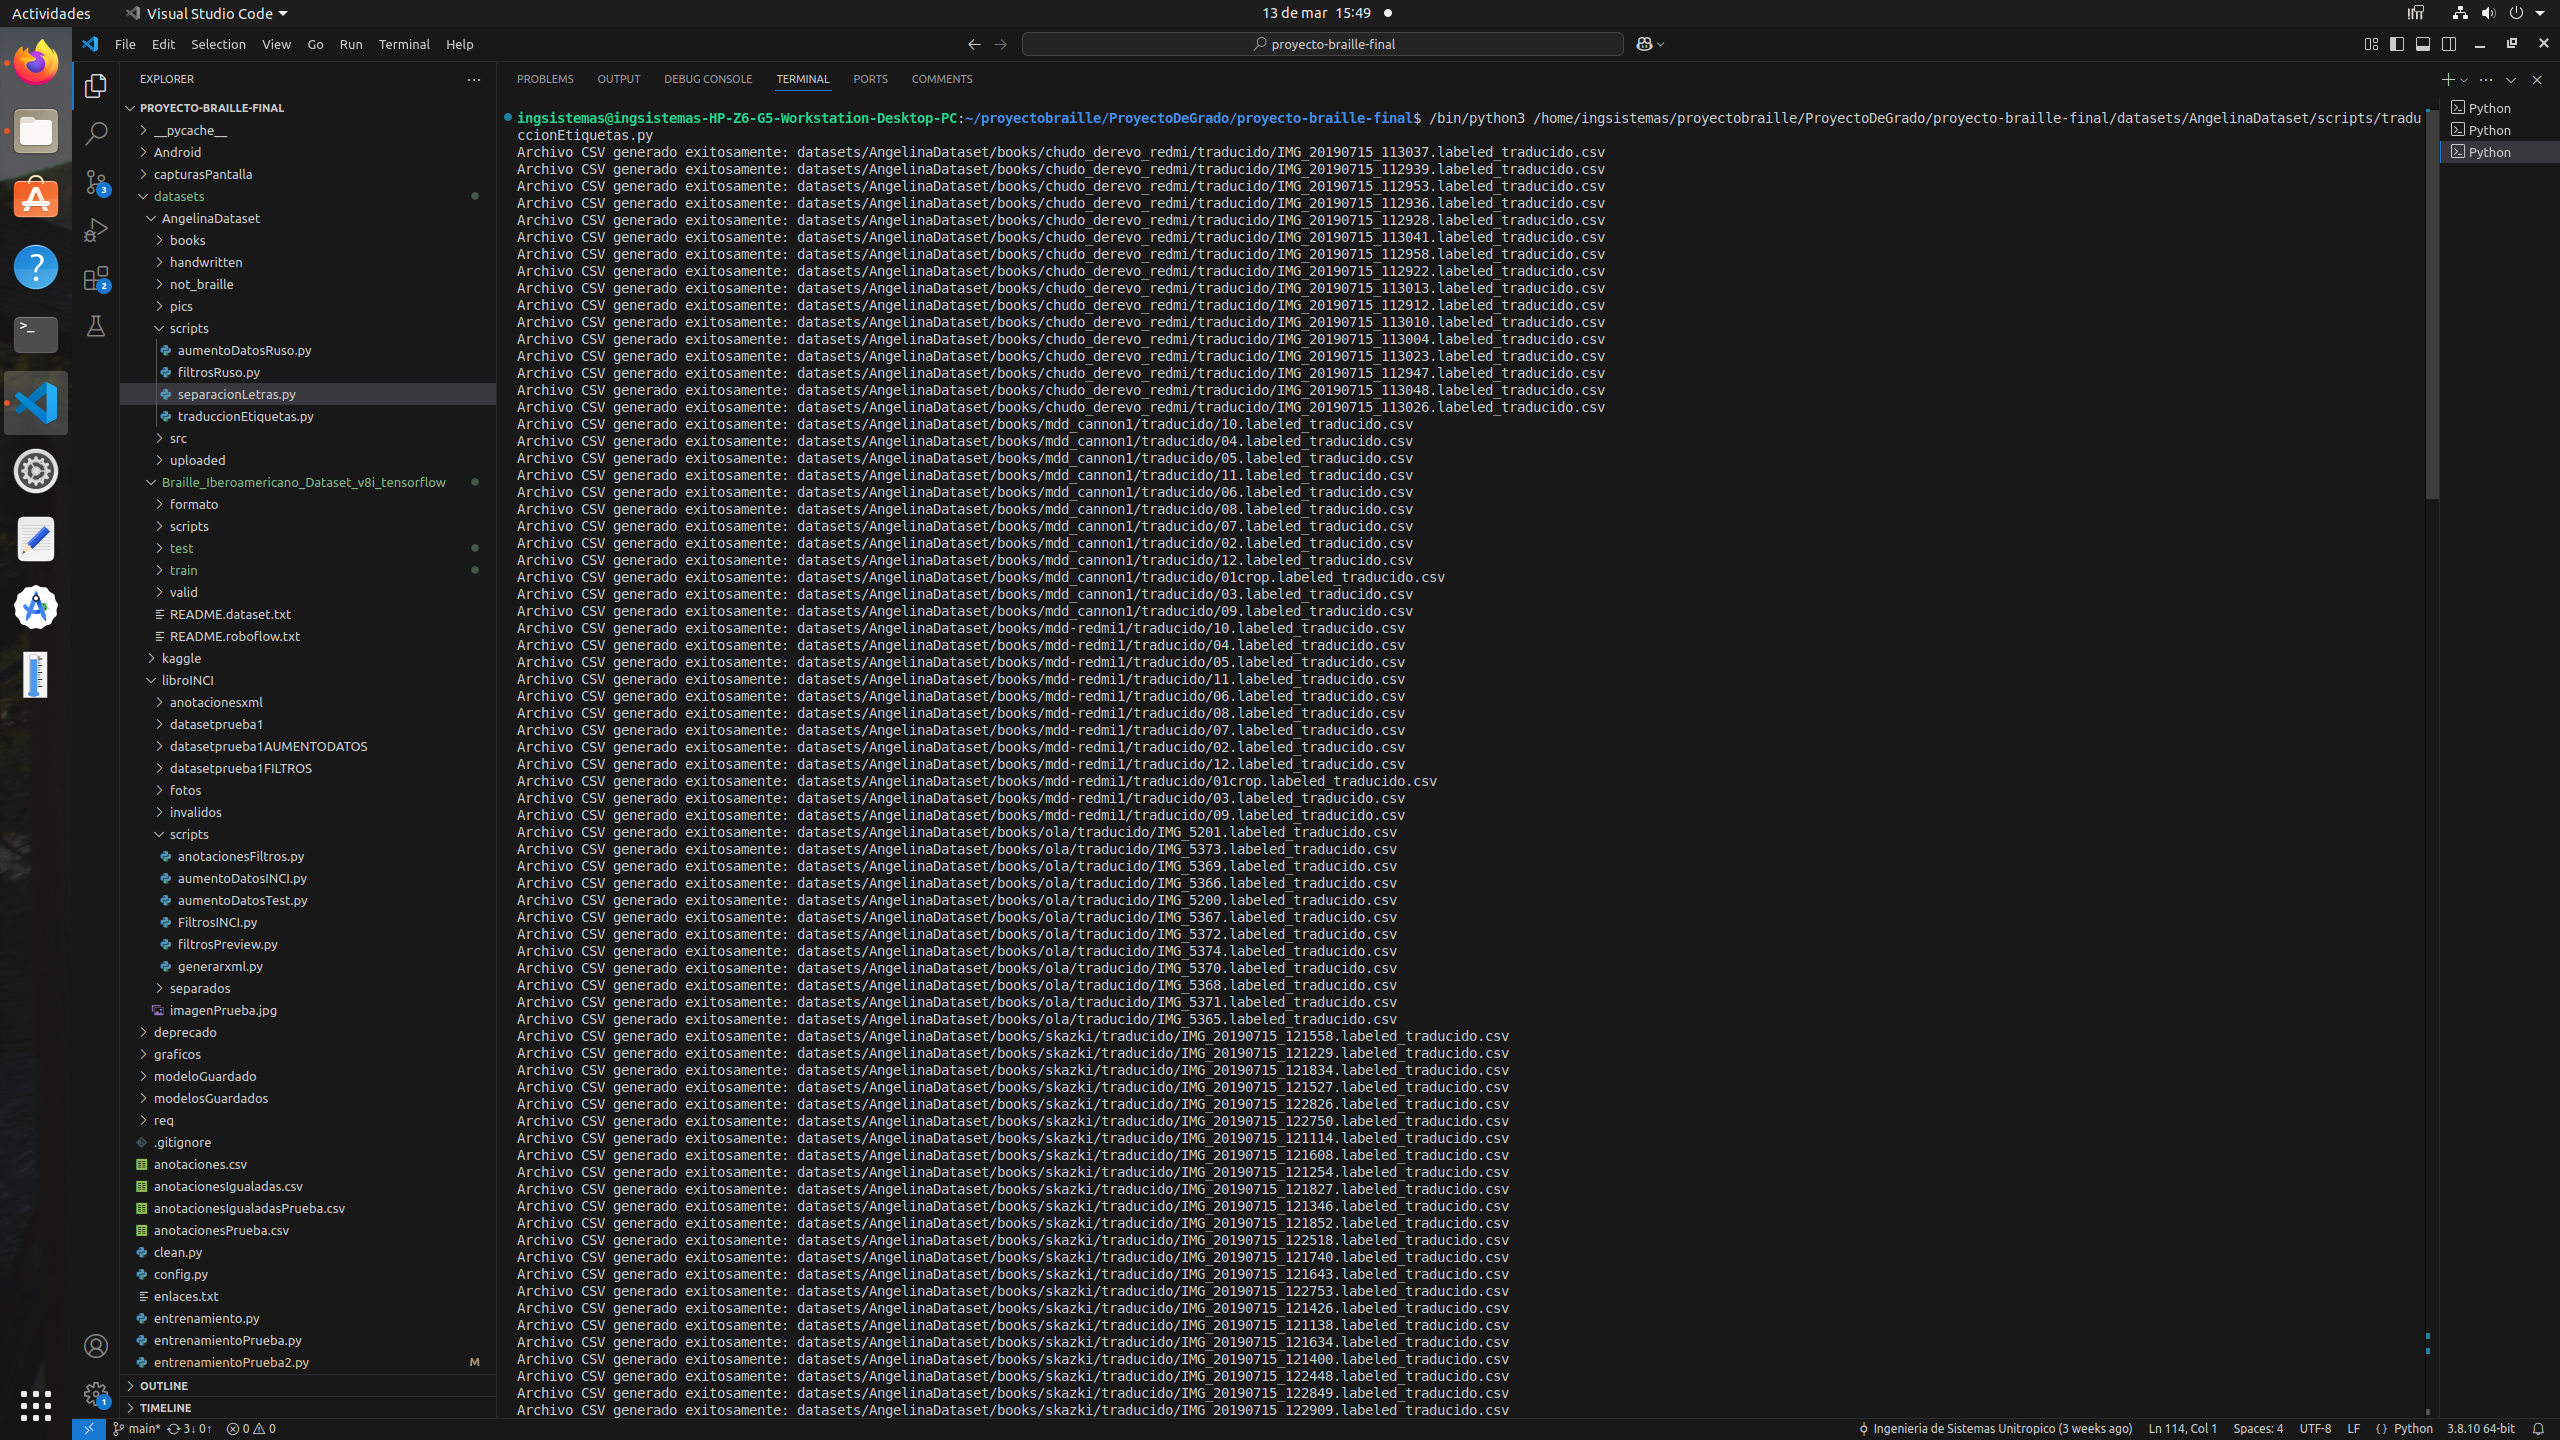 Actividades
Visual Studio Code
13 de mar 15:49
File Edit Selection View Go Run Terminal Help
proyecto-braille-final
EXPLORER
PROYECTO-BRAILLE-FINAL
__pycache__
Android
capturasPantalla
datasets
AngelinaDataset
books
handwritten
not_braille
pics
scripts
aumentoDatosRuso.py
filtrosRuso.py
separacionLetras.py
traduccionEtiquetas.py
src
uploaded
Braille_Iberoamericano_Dataset_v8i_tensorflow
formato
scripts
test
train
valid
README.dataset.txt
README.roboflow.txt
kaggle
libroINCI
anotacionesxml
datasetprueba1
datasetprueba1AUMENTODATOS
datasetprueba1FILTROS
fotos
invalidos
scripts
anotacionesFiltros.py
aumentoDatosINCI.py
aumentoDatosTest.py
FiltrosINCI.py
filtrosPreview.py
generarxml.py
separados
imagenPrueba.jpg
deprecado
graficos
modeloGuardado
modelosGuardados
req
.gitignore
anotaciones.csv
anotacionesIgualadas.csv
anotacionesIgualadasPrueba.csv
anotacionesPrueba.csv
clean.py
config.py
enlaces.txt
entrenamiento.py
entrenamientoPrueba.py
entrenamientoPrueba2.py M
OUTLINE
TIMELINE
3
2
1
PROBLEMS OUTPUT DEBUG CONSOLE TERMINAL PORTS COMMENTS
ingsistemas@ingsistemas-HP-Z6-G5-Workstation-Desktop-PC:~/proyectobraille/ProyectoDeGrado/proyecto-braille-final$ /bin/python3 /home/ingsistemas/proyectobraille/ProyectoDeGrado/proyecto-braille-final/datasets/AngelinaDataset/scripts/tradu
ccionEtiquetas.py
Archivo CSV generado exitosamente: datasets/AngelinaDataset/books/chudo_derevo_redmi/traducido/IMG_20190715_113037.labeled_traducido.csv
Archivo CSV generado exitosamente: datasets/AngelinaDataset/books/chudo_derevo_redmi/traducido/IMG_20190715_112939.labeled_traducido.csv
Archivo CSV generado exitosamente: datasets/AngelinaDataset/books/chudo_derevo_redmi/traducido/IMG_20190715_112953.labeled_traducido.csv
Archivo CSV generado exitosamente: datasets/AngelinaDataset/books/chudo_derevo_redmi/traducido/IMG_20190715_112936.labeled_traducido.csv
Archivo CSV generado exitosamente: datasets/AngelinaDataset/books/chudo_derevo_redmi/traducido/IMG_20190715_112928.labeled_traducido.csv
Archivo CSV generado exitosamente: datasets/AngelinaDataset/books/chudo_derevo_redmi/traducido/IMG_20190715_113041.labeled_traducido.csv
Archivo CSV generado exitosamente: datasets/AngelinaDataset/books/chudo_derevo_redmi/traducido/IMG_20190715_112958.labeled_traducido.csv
Archivo CSV generado exitosamente: datasets/AngelinaDataset/books/chudo_derevo_redmi/traducido/IMG_20190715_112922.labeled_traducido.csv
Archivo CSV generado exitosamente: datasets/AngelinaDataset/books/chudo_derevo_redmi/traducido/IMG_20190715_113013.labeled_traducido.csv
Archivo CSV generado exitosamente: datasets/AngelinaDataset/books/chudo_derevo_redmi/traducido/IMG_20190715_112912.labeled_traducido.csv
Archivo CSV generado exitosamente: datasets/AngelinaDataset/books/chudo_derevo_redmi/traducido/IMG_20190715_113010.labeled_traducido.csv
Archivo CSV generado exitosamente: datasets/AngelinaDataset/books/chudo_derevo_redmi/traducido/IMG_20190715_113004.labeled_traducido.csv
Archivo CSV generado exitosamente: datasets/AngelinaDataset/books/chudo_derevo_redmi/traducido/IMG_20190715_113023.labeled_traducido.csv
Archivo CSV generado exitosamente: datasets/AngelinaDataset/books/chudo_derevo_redmi/traducido/IMG_20190715_112947.labeled_traducido.csv
Archivo CSV generado exitosamente: datasets/AngelinaDataset/books/chudo_derevo_redmi/traducido/IMG_20190715_113048.labeled_traducido.csv
Archivo CSV generado exitosamente: datasets/AngelinaDataset/books/chudo_derevo_redmi/traducido/IMG_20190715_113026.labeled_traducido.csv
Archivo CSV generado exitosamente: datasets/AngelinaDataset/books/mdd_cannon1/traducido/10.labeled_traducido.csv
Archivo CSV generado exitosamente: datasets/AngelinaDataset/books/mdd_cannon1/traducido/04.labeled_traducido.csv
Archivo CSV generado exitosamente: datasets/AngelinaDataset/books/mdd_cannon1/traducido/05.labeled_traducido.csv
Archivo CSV generado exitosamente: datasets/AngelinaDataset/books/mdd_cannon1/traducido/11.labeled_traducido.csv
Archivo CSV generado exitosamente: datasets/AngelinaDataset/books/mdd_cannon1/traducido/06.labeled_traducido.csv
Archivo CSV generado exitosamente: datasets/AngelinaDataset/books/mdd_cannon1/traducido/08.labeled_traducido.csv
Archivo CSV generado exitosamente: datasets/AngelinaDataset/books/mdd_cannon1/traducido/07.labeled_traducido.csv
Archivo CSV generado exitosamente: datasets/AngelinaDataset/books/mdd_cannon1/traducido/02.labeled_traducido.csv
Archivo CSV generado exitosamente: datasets/AngelinaDataset/books/mdd_cannon1/traducido/12.labeled_traducido.csv
Archivo CSV generado exitosamente: datasets/AngelinaDataset/books/mdd_cannon1/traducido/01crop.labeled_traducido.csv
Archivo CSV generado exitosamente: datasets/AngelinaDataset/books/mdd_cannon1/traducido/03.labeled_traducido.csv
Archivo CSV generado exitosamente: datasets/AngelinaDataset/books/mdd_cannon1/traducido/09.labeled_traducido.csv
Archivo CSV generado exitosamente: datasets/AngelinaDataset/books/mdd-redmi1/traducido/10.labeled_traducido.csv
Archivo CSV generado exitosamente: datasets/AngelinaDataset/books/mdd-redmi1/traducido/04.labeled_traducido.csv
Archivo CSV generado exitosamente: datasets/AngelinaDataset/books/mdd-redmi1/traducido/05.labeled_traducido.csv
Archivo CSV generado exitosamente: datasets/AngelinaDataset/books/mdd-redmi1/traducido/11.labeled_traducido.csv
Archivo CSV generado exitosamente: datasets/AngelinaDataset/books/mdd-redmi1/traducido/06.labeled_traducido.csv
Archivo CSV generado exitosamente: datasets/AngelinaDataset/books/mdd-redmi1/traducido/08.labeled_traducido.csv
Archivo CSV generado exitosamente: datasets/AngelinaDataset/books/mdd-redmi1/traducido/07.labeled_traducido.csv
Archivo CSV generado exitosamente: datasets/AngelinaDataset/books/mdd-redmi1/traducido/02.labeled_traducido.csv
Archivo CSV generado exitosamente: datasets/AngelinaDataset/books/mdd-redmi1/traducido/12.labeled_traducido.csv
Archivo CSV generado exitosamente: datasets/AngelinaDataset/books/mdd-redmi1/traducido/01crop.labeled_traducido.csv
Archivo CSV generado exitosamente: datasets/AngelinaDataset/books/mdd-redmi1/traducido/03.labeled_traducido.csv
Archivo CSV generado exitosamente: datasets/AngelinaDataset/books/mdd-redmi1/traducido/09.labeled_traducido.csv
Archivo CSV generado exitosamente: datasets/AngelinaDataset/books/ola/traducido/IMG_5201.labeled_traducido.csv
Archivo CSV generado exitosamente: datasets/AngelinaDataset/books/ola/traducido/IMG_5373.labeled_traducido.csv
Archivo CSV generado exitosamente: datasets/AngelinaDataset/books/ola/traducido/IMG_5369.labeled_traducido.csv
Archivo CSV generado exitosamente: datasets/AngelinaDataset/books/ola/traducido/IMG_5366.labeled_traducido.csv
Archivo CSV generado exitosamente: datasets/AngelinaDataset/books/ola/traducido/IMG_5200.labeled_traducido.csv
Archivo CSV generado exitosamente: datasets/AngelinaDataset/books/ola/traducido/IMG_5367.labeled_traducido.csv
Archivo CSV generado exitosamente: datasets/AngelinaDataset/books/ola/traducido/IMG_5372.labeled_traducido.csv
Archivo CSV generado exitosamente: datasets/AngelinaDataset/books/ola/traducido/IMG_5374.labeled_traducido.csv
Archivo CSV generado exitosamente: datasets/AngelinaDataset/books/ola/traducido/IMG_5370.labeled_traducido.csv
Archivo CSV generado exitosamente: datasets/AngelinaDataset/books/ola/traducido/IMG_5368.labeled_traducido.csv
Archivo CSV generado exitosamente: datasets/AngelinaDataset/books/ola/traducido/IMG_5371.labeled_traducido.csv
Archivo CSV generado exitosamente: datasets/AngelinaDataset/books/ola/traducido/IMG_5365.labeled_traducido.csv
Archivo CSV generado exitosamente: datasets/AngelinaDataset/books/skazki/traducido/IMG_20190715_121558.labeled_traducido.csv
Archivo CSV generado exitosamente: datasets/AngelinaDataset/books/skazki/traducido/IMG_20190715_121229.labeled_traducido.csv
Archivo CSV generado exitosamente: datasets/AngelinaDataset/books/skazki/traducido/IMG_20190715_121834.labeled_traducido.csv
Archivo CSV generado exitosamente: datasets/AngelinaDataset/books/skazki/traducido/IMG_20190715_121527.labeled_traducido.csv
Archivo CSV generado exitosamente: datasets/AngelinaDataset/books/skazki/traducido/IMG_20190715_122826.labeled_traducido.csv
Archivo CSV generado exitosamente: datasets/AngelinaDataset/books/skazki/traducido/IMG_20190715_122750.labeled_traducido.csv
Archivo CSV generado exitosamente: datasets/AngelinaDataset/books/skazki/traducido/IMG_20190715_121114.labeled_traducido.csv
Archivo CSV generado exitosamente: datasets/AngelinaDataset/books/skazki/traducido/IMG_20190715_121608.labeled_traducido.csv
Archivo CSV generado exitosamente: datasets/AngelinaDataset/books/skazki/traducido/IMG_20190715_121254.labeled_traducido.csv
Archivo CSV generado exitosamente: datasets/AngelinaDataset/books/skazki/traducido/IMG_20190715_121827.labeled_traducido.csv
Archivo CSV generado exitosamente: datasets/AngelinaDataset/books/skazki/traducido/IMG_20190715_121346.labeled_traducido.csv
Archivo CSV generado exitosamente: datasets/AngelinaDataset/books/skazki/traducido/IMG_20190715_121852.labeled_traducido.csv
Archivo CSV generado exitosamente: datasets/AngelinaDataset/books/skazki/traducido/IMG_20190715_122518.labeled_traducido.csv
Archivo CSV generado exitosamente: datasets/AngelinaDataset/books/skazki/traducido/IMG_20190715_121740.labeled_traducido.csv
Archivo CSV generado exitosamente: datasets/AngelinaDataset/books/skazki/traducido/IMG_20190715_121643.labeled_traducido.csv
Archivo CSV generado exitosamente: datasets/AngelinaDataset/books/skazki/traducido/IMG_20190715_122753.labeled_traducido.csv
Archivo CSV generado exitosamente: datasets/AngelinaDataset/books/skazki/traducido/IMG_20190715_121426.labeled_traducido.csv
Archivo CSV generado exitosamente: datasets/AngelinaDataset/books/skazki/traducido/IMG_20190715_121138.labeled_traducido.csv
Archivo CSV generado exitosamente: datasets/AngelinaDataset/books/skazki/traducido/IMG_20190715_121634.labeled_traducido.csv
Archivo CSV generado exitosamente: datasets/AngelinaDataset/books/skazki/traducido/IMG_20190715_121400.labeled_traducido.csv
Archivo CSV generado exitosamente: datasets/AngelinaDataset/books/skazki/traducido/IMG_20190715_122448.labeled_traducido.csv
Archivo CSV generado exitosamente: datasets/AngelinaDataset/books/skazki/traducido/IMG_20190715_122849.labeled_traducido.csv
Archivo CSV generado exitosamente: datasets/AngelinaDataset/books/skazki/traducido/IMG_20190715_122909.labeled_traducido.csv
Python
Python
Python
main* 3↓ 0↑ 0 0
Ingenieria de Sistemas Unitropico (3 weeks ago) Ln 114, Col 1 Spaces: 4 UTF-8 LF {} Python 3.8.10 64-bit